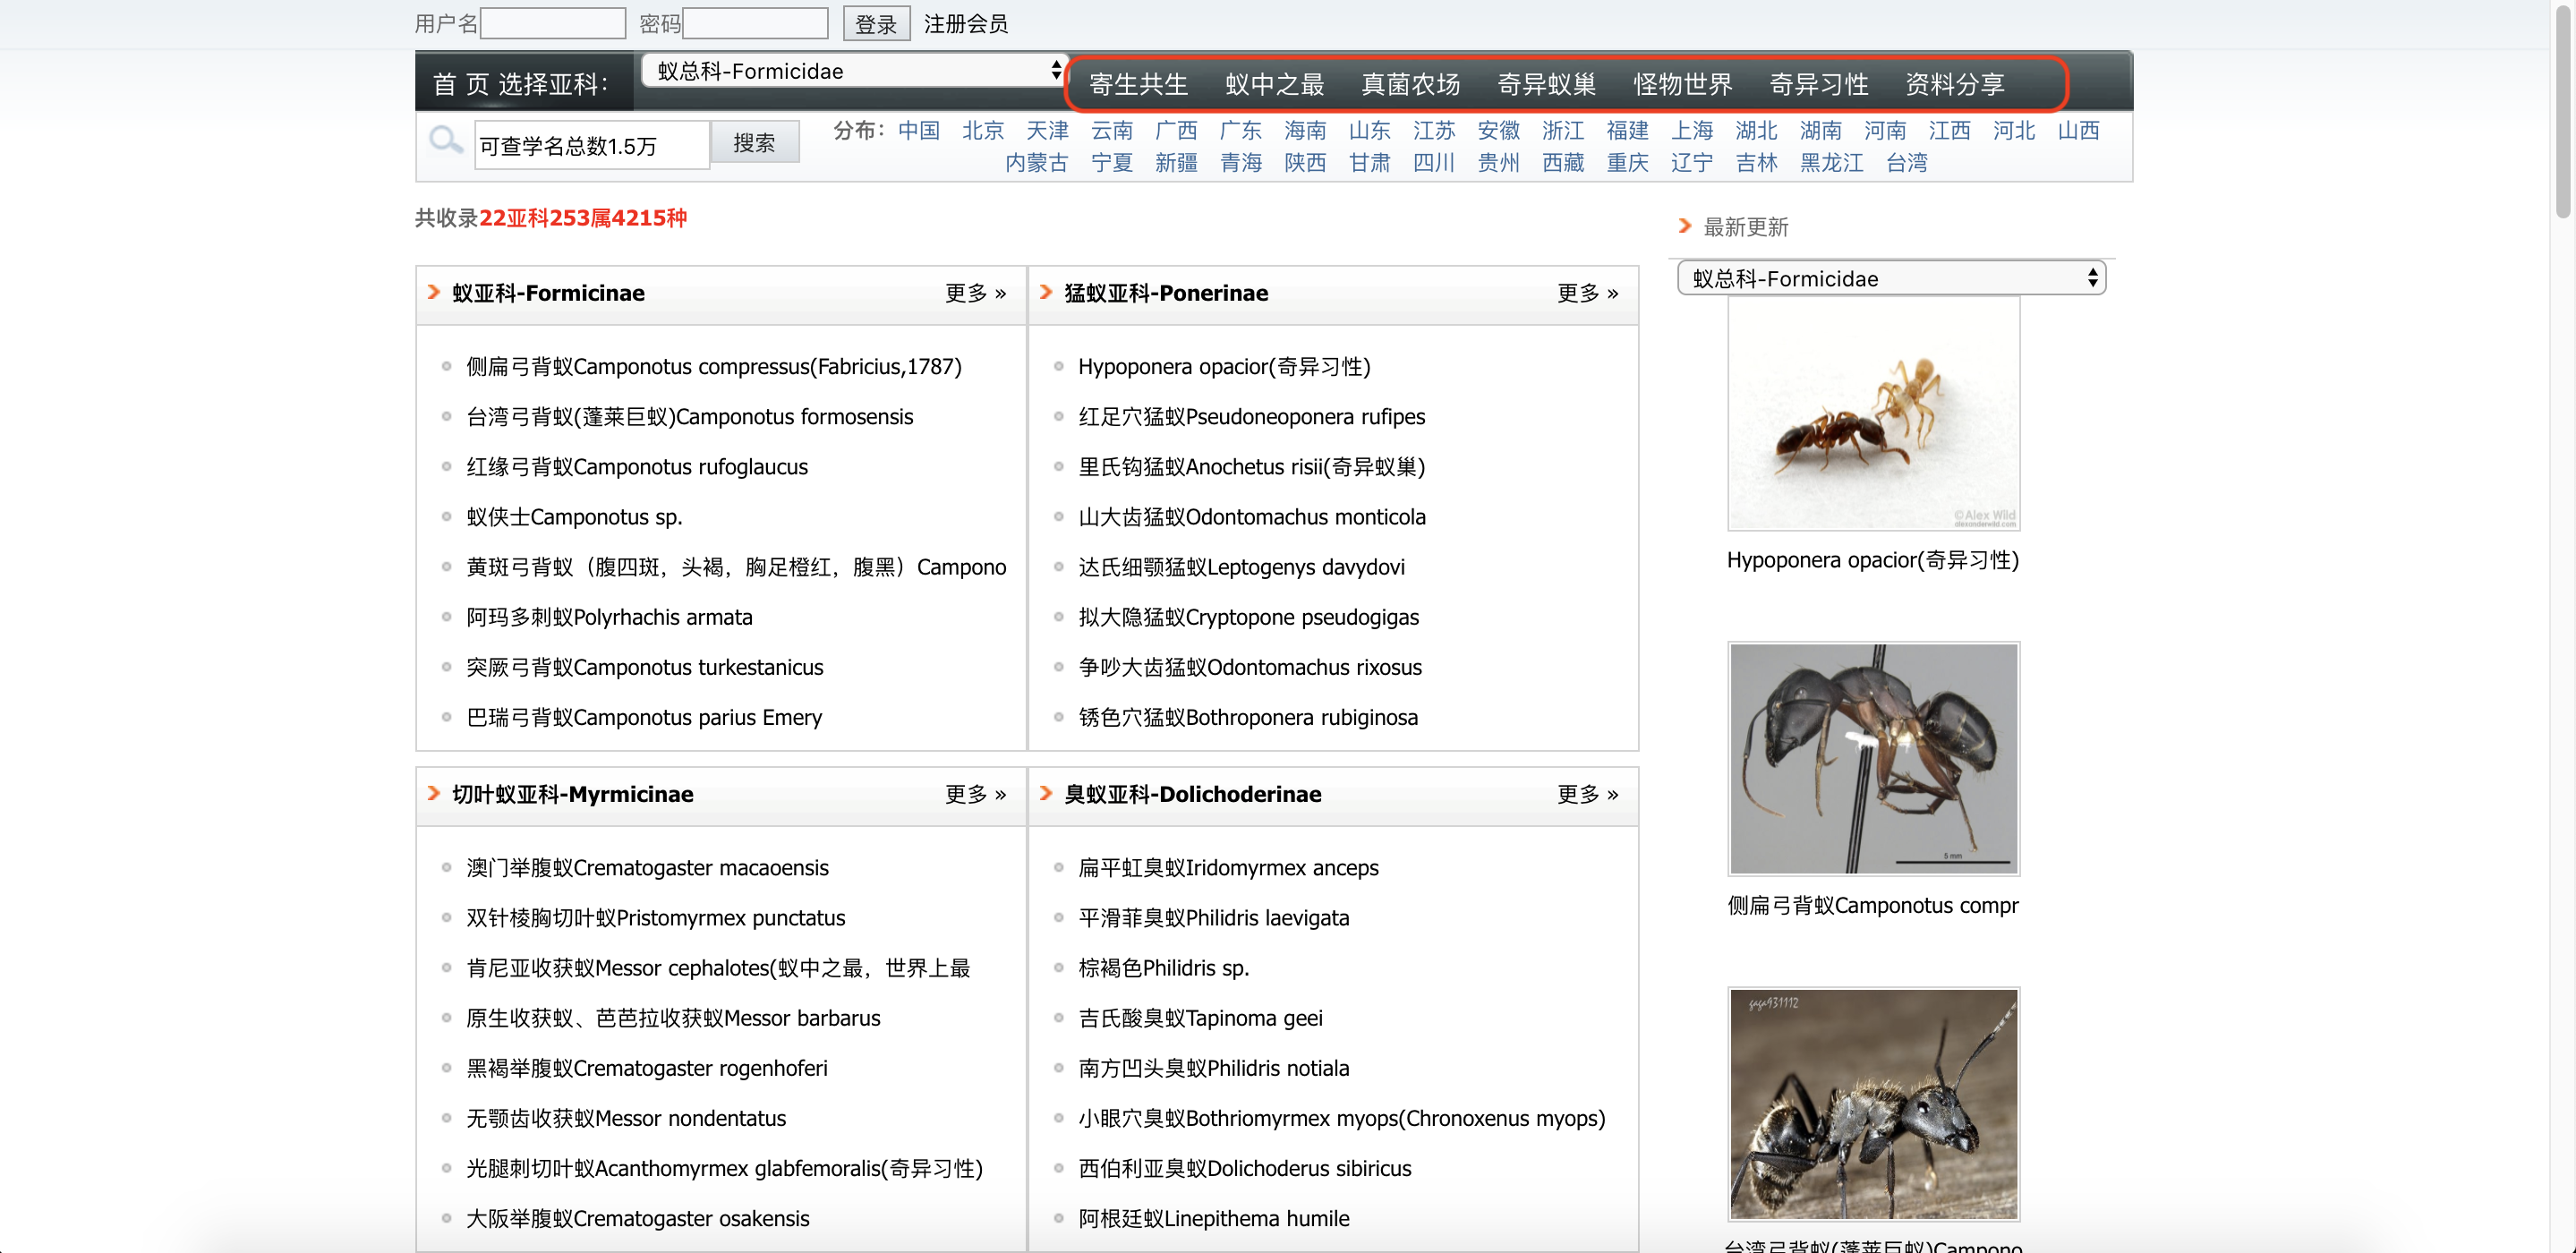 用户名 密码 登录 注册会员
首 页 选择亚科： 蚁总科-Formicidae 寄生共生 蚁中之最 真菌农场 奇异蚁巢 怪物世界 奇异习性 资料分享
可查学名总数1.5万 搜索
分布： 中国 北京 天津 云南 广西 广东 海南 山东 江苏 安徽 浙江 福建 上海 湖北 湖南 河南 江西 河北 山西
内蒙古 宁夏 新疆 青海 陕西 甘肃 四川 贵州 西藏 重庆 辽宁 吉林 黑龙江 台湾
共收录22亚科253属4215种
蚁亚科-Formicinae 更多 »
侧扁弓背蚁Camponotus compressus(Fabricius,1787)
台湾弓背蚁(蓬莱巨蚁)Camponotus formosensis
红缘弓背蚁Camponotus rufoglaucus
蚁侠士Camponotus sp.
黄斑弓背蚁（腹四斑，头褐，胸足橙红，腹黑）Campono
阿玛多刺蚁Polyrhachis armata
突厥弓背蚁Camponotus turkestanicus
巴瑞弓背蚁Camponotus parius Emery
猛蚁亚科-Ponerinae 更多 »
Hypoponera opacior(奇异习性)
红足穴猛蚁Pseudoneoponera rufipes
里氏钩猛蚁Anochetus risii(奇异蚁巢)
山大齿猛蚁Odontomachus monticola
达氏细颚猛蚁Leptogenys davydovi
拟大隐猛蚁Cryptopone pseudogigas
争吵大齿猛蚁Odontomachus rixosus
锈色穴猛蚁Bothroponera rubiginosa
切叶蚁亚科-Myrmicinae 更多 »
澳门举腹蚁Crematogaster macaoensis
双针棱胸切叶蚁Pristomyrmex punctatus
肯尼亚收获蚁Messor cephalotes(蚁中之最，世界上最
原生收获蚁、芭芭拉收获蚁Messor barbarus
黑褐举腹蚁Crematogaster rogenhoferi
无颚齿收获蚁Messor nondentatus
光腿刺切叶蚁Acanthomyrmex glabfemoralis(奇异习性)
大阪举腹蚁Crematogaster osakensis
臭蚁亚科-Dolichoderinae 更多 »
扁平虹臭蚁Iridomyrmex anceps
平滑菲臭蚁Philidris laevigata
棕褐色Philidris sp.
吉氏酸臭蚁Tapinoma geei
南方凹头臭蚁Philidris notiala
小眼穴臭蚁Bothriomyrmex myops(Chronoxenus myops)
西伯利亚臭蚁Dolichoderus sibiricus
阿根廷蚁Linepithema humile
最新更新
蚁总科-Formicidae
©Alex Wild
alexanderwild.com
Hypoponera opacior(奇异习性)
5 mm
侧扁弓背蚁Camponotus compr
gaga931112
台湾弓背蚁(蓬莱巨蚁)Campono